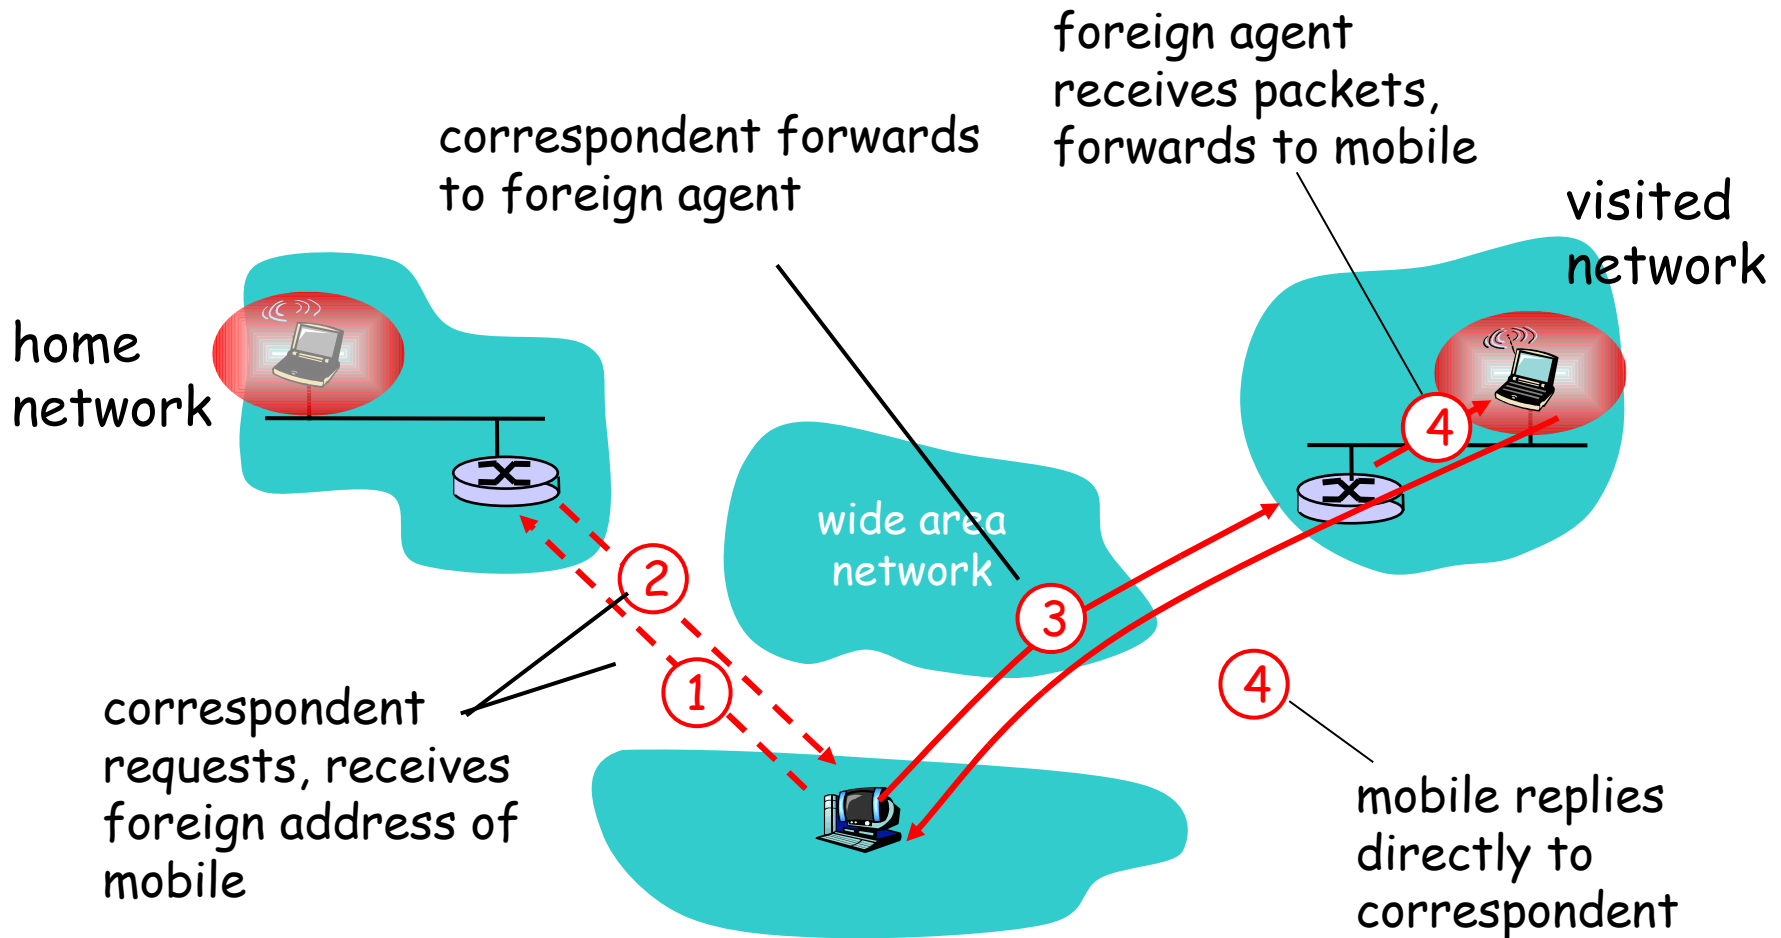 foreign agent
receives packets,
forwards to mobile
correspondent forwards
to foreign agent
visited
network
home
network
4
wide area
network
2
3
1
4
correspondent
requests, receives
foreign address of
mobile
mobile replies
directly to
correspondent